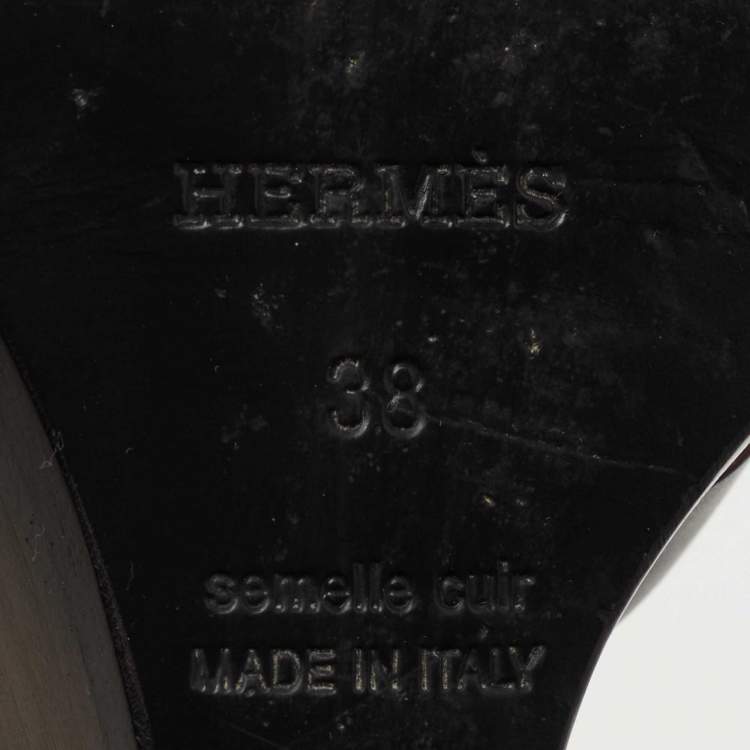 HERMÈS
38
semelle cuir
MADE IN ITALY